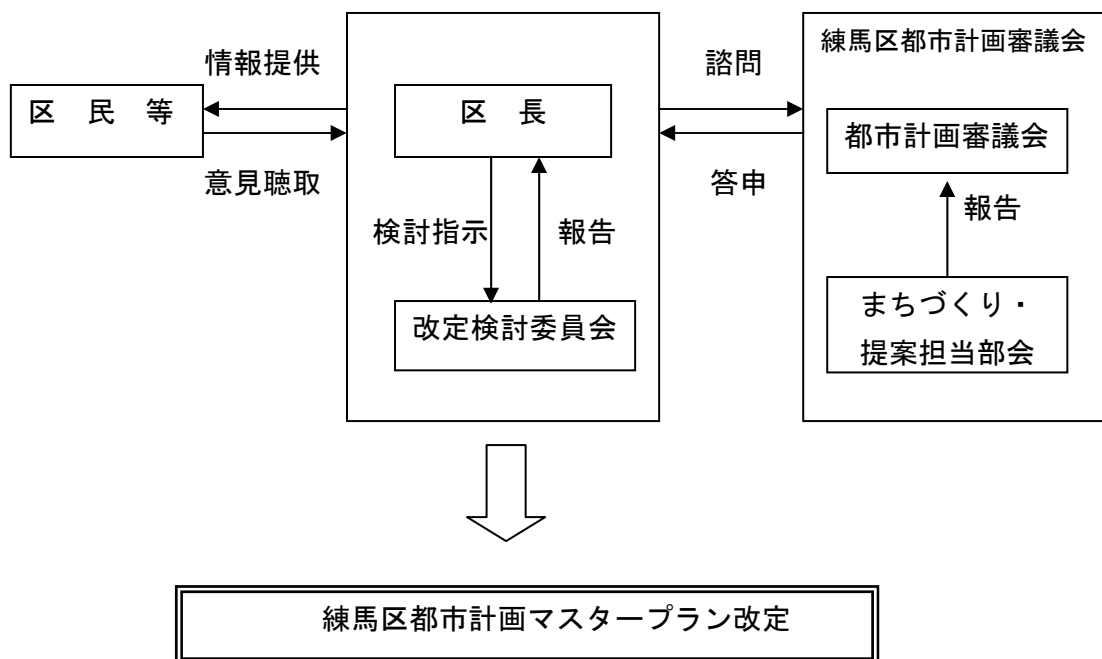 練馬区都市計画審議会
情報提供
諮問
区　民　等
区　長
都市計画審議会
意見聴取
答申
検討指示
報告
報告
改定検討委員会
まちづくり・
提案担当部会
練馬区都市計画マスタープラン改定